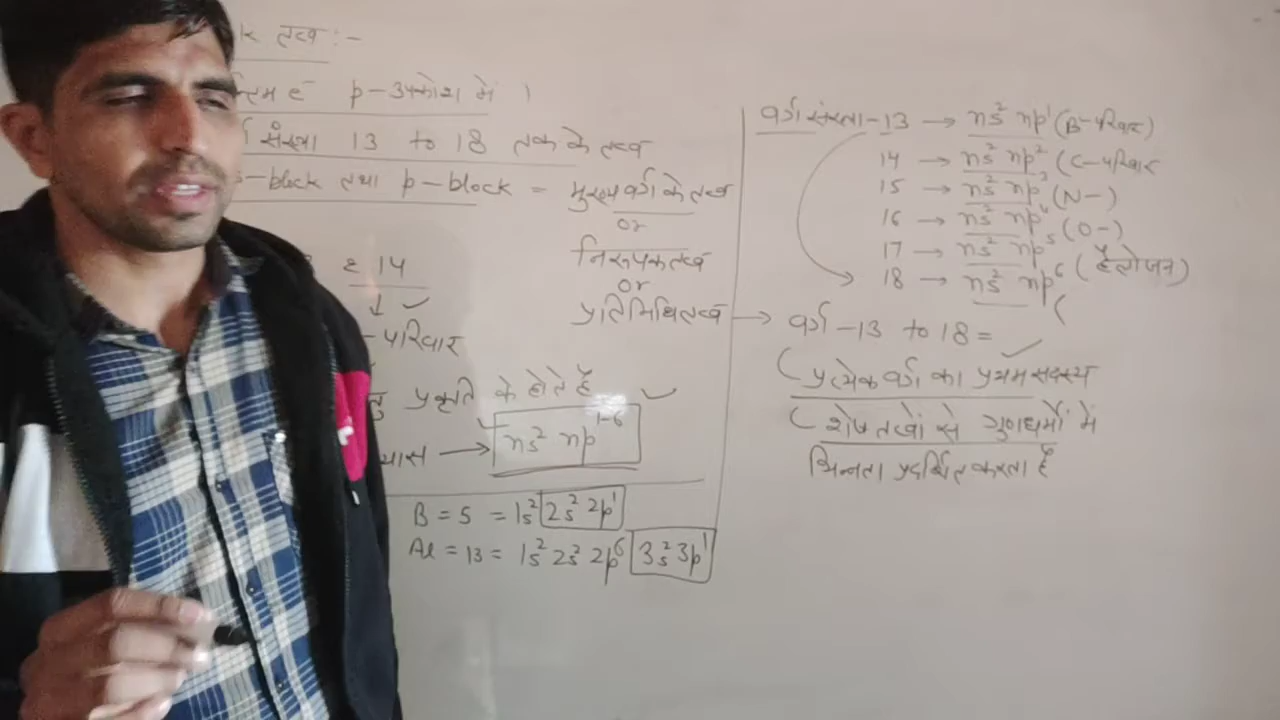 k तत्व :-
न्तिम e⁻ p-उपकोश में ।
संख्या 13 to 18 तक के तत्व
-block तथा p-block = मुख्य वर्ग के तत्व
or
निरूपक तत्व
or
प्रतिनिधि तत्व
14
-परिवार
प्रकृति के होते है
यास → ns² np¹⁻⁶
B = 5 = 1s² 2s² 2p¹
Al = 13 = 1s² 2s² 2p⁶ 3s² 3p¹
वर्ग संख्या-13 → ns² np¹ (B-परिवार)
14 → ns² np² (C-परिवार
15 → ns² np³ (N-)
16 → ns² np⁴ (O-)
17 → ns² np⁵ (हैलोजन)
18 → ns² np⁶ (
→ वर्ग -13 to 18 =
( प्रत्येक वर्ग का प्रथम सदस्य
( शेष तत्वों से गुणधर्मों में
भिन्नता प्रदर्शित करता है